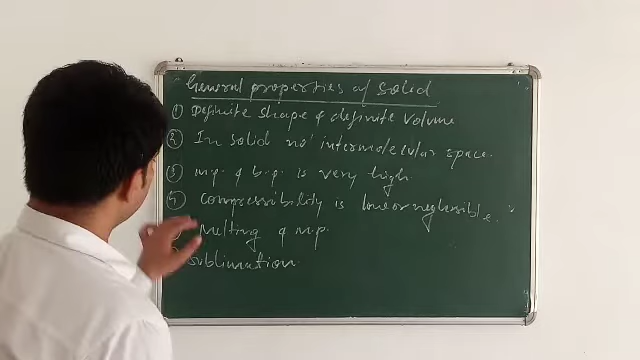 General properties of solid
① Definite shape & definite volume
② In solid no intermolecular space.
③ m.p. & b.p. is very high.
④ compressibility is low or neglesible.
melting & m.p.
sublimation